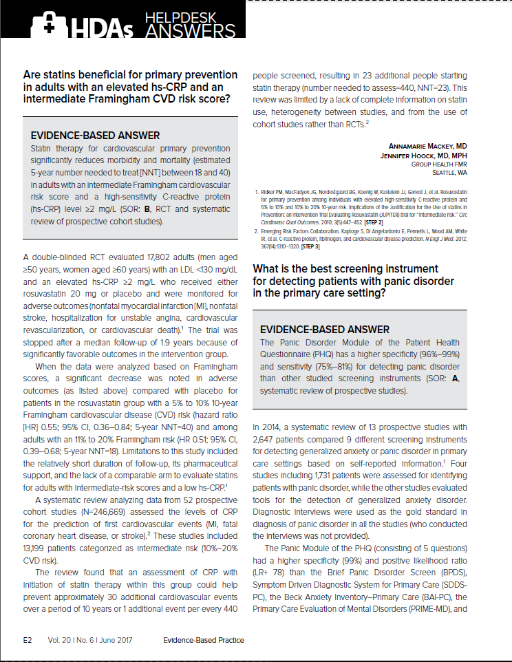 HDAs HELPDESK
ANSWERS
Are statins beneficial for primary prevention
in adults with an elevated hs-CRP and an
intermediate Framingham CVD risk score?
EVIDENCE-BASED ANSWER
Statin therapy for cardiovascular primary prevention
significantly reduces morbidity and mortality (estimated
5-year number needed to treat [NNT] between 18 and 40)
in adults with an intermediate Framingham cardiovascular
risk score and a high-sensitivity C-reactive protein
(hs-CRP) level ≥2 mg/L (SOR: B, RCT and systematic
review of prospective cohort studies).
A double-blinded RCT evaluated 17,802 adults (men aged
≥50 years, women aged ≥60 years) with an LDL <130 mg/dL
and an elevated hs-CRP ≥2 mg/L who received either
rosuvastatin 20 mg or placebo and were monitored for
adverse outcomes (nonfatal myocardial infarction [MI], nonfatal
stroke, hospitalization for unstable angina, cardiovascular
revascularization, or cardiovascular death).¹ The trial was
stopped after a median follow-up of 1.9 years because of
significantly favorable outcomes in the intervention group.
When the data were analyzed based on Framingham
scores, a significant decrease was noted in adverse
outcomes (as listed above) compared with placebo for
patients in the rosuvastatin group with a 5% to 10% 10-year
Framingham cardiovascular disease (CVD) risk (hazard ratio
[HR] 0.55; 95% CI, 0.36–0.84; 5-year NNT=40) and among
adults with an 11% to 20% Framingham risk (HR 0.51; 95% CI,
0.39–0.68; 5-year NNT=18). Limitations to this study included
the relatively short duration of follow-up, its pharmaceutical
support, and the lack of a comparable arm to evaluate statins
for adults with intermediate-risk scores and a low hs-CRP.¹
A systematic review analyzing data from 52 prospective
cohort studies (N=246,669) assessed the levels of CRP
for the prediction of first cardiovascular events (MI, fatal
coronary heart disease, or stroke).² These studies included
13,199 patients categorized as intermediate risk (10%–20%
CVD risk).
The review found that an assessment of CRP with
initiation of statin therapy within this group could help
prevent approximately 30 additional cardiovascular events
over a period of 10 years or 1 additional event per every 440
people screened, resulting in 23 additional people starting
statin therapy (number needed to assess=440, NNT=23). This
review was limited by a lack of complete information on statin
use, heterogeneity between studies, and from the use of
cohort studies rather than RCTs.²
ANNAMARIE MACKEY, MD
JENNIFER HOOCK, MD, MPH
GROUP HEALTH FMR
SEATTLE, WA
1. Ridker PM, MacFadyen JG, Nordestgaard BG, Koenig W, Kastelein JJ, Genest J, et al. Rosuvastatin
for primary prevention among individuals with elevated high-sensitivity C-reactive protein and
5% to 10% and 10% to 20% 10-year risk. Implications of the Justification for the Use of Statins in
Prevention: an Intervention Trial Evaluating Rosuvastatin (JUPITER) trial for "intermediate risk." Circ
Cardiovasc Qual Outcomes. 2010; 3(5):447–452. [STEP 2]
2. Emerging Risk Factors Collaboration, Kaptoge S, Di Angelantonio E, Pennells L, Wood AM, White
IR, et al. C-reactive protein, fibrinogen, and cardiovascular disease prediction. N Engl J Med. 2012;
367(14):1310–1320. [STEP 3]
What is the best screening instrument
for detecting patients with panic disorder
in the primary care setting?
EVIDENCE-BASED ANSWER
The Panic Disorder Module of the Patient Health
Questionnaire (PHQ) has a higher specificity (96%–99%)
and sensitivity (75%–81%) for detecting panic disorder
than other studied screening instruments (SOR: A,
systematic review of prospective studies).
In 2014, a systematic review of 13 prospective studies with
2,647 patients compared 9 different screening instruments
for detecting generalized anxiety or panic disorder in primary
care settings based on self-reported information.¹ Four
studies including 1,731 patients were assessed for identifying
patients with panic disorder, while the other studies evaluated
tools for the detection of generalized anxiety disorder.
Diagnostic interviews were used as the gold standard in
diagnosis of panic disorder in all the studies (who conducted
the interviews was not provided).
The Panic Module of the PHQ (consisting of 5 questions)
had a higher specificity (99%) and positive likelihood ratio
(LR+ 78) than the Brief Panic Disorder Screen (BPDS),
Symptom Driven Diagnostic System for Primary Care (SDDS-
PC), the Beck Anxiety Inventory–Primary Care (BAI-PC), the
Primary Care Evaluation of Mental Disorders (PRIME-MD), and
E2 Vol. 20 | No. 6 | June 2017 Evidence-Based Practice